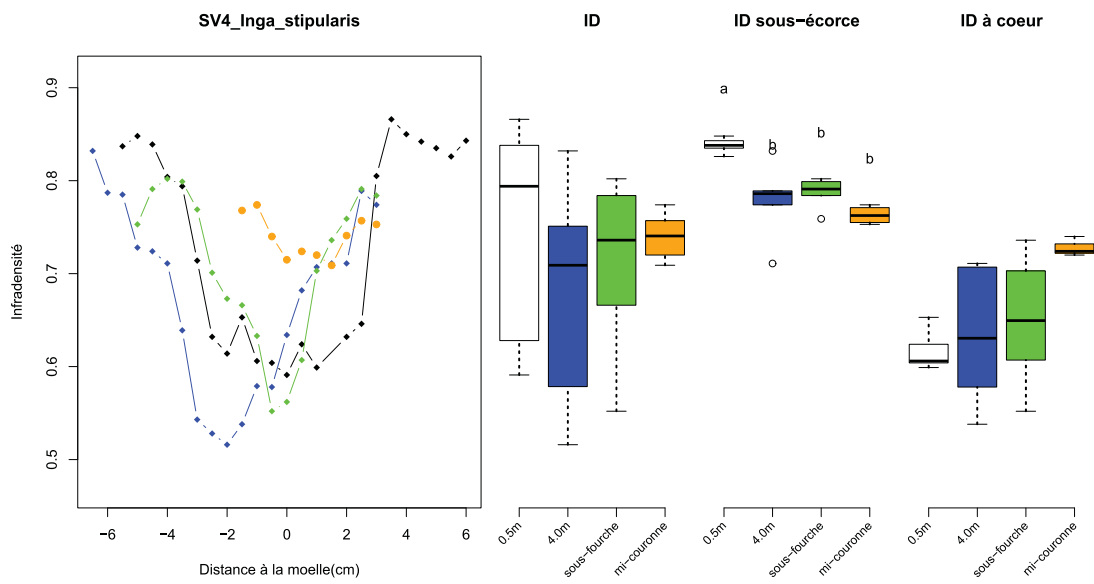 SV4_Inga_stipularis
ID
ID sous−écorce
ID à coeur
Infradensité
0.9
0.8
0.7
0.6
0.5
−6
−4
−2
0
2
4
6
Distance à la moelle(cm)
0.5m
4.0m
sous−fourche
mi−couronne
a
b
b
b
0.5m
4.0m
sous−fourche
mi−couronne
0.5m
4.0m
sous−fourche
mi−couronne